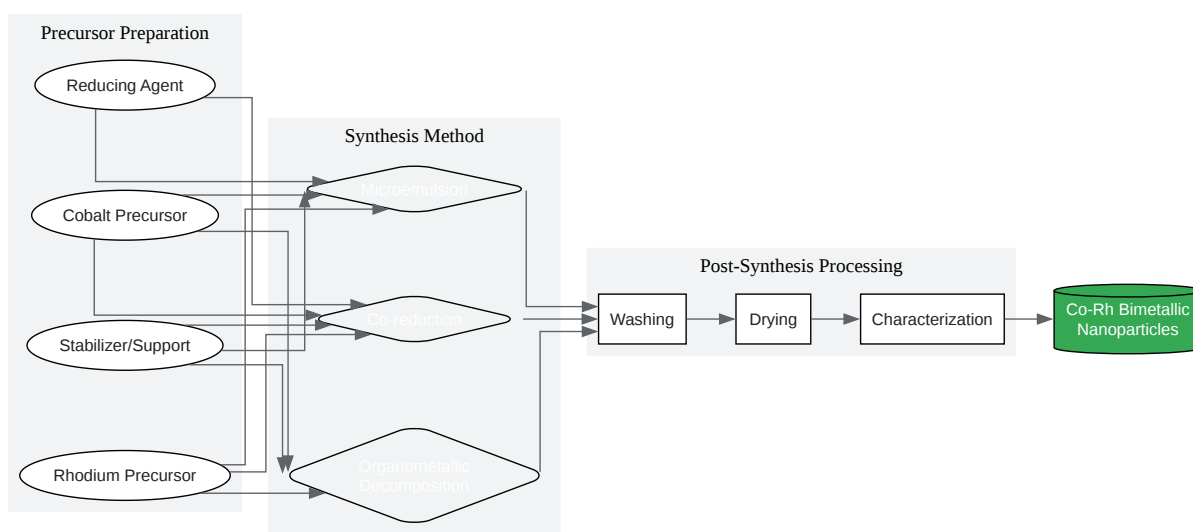 Precursor Preparation
Reducing Agent
Cobalt Precursor
Stabilizer/Support
Rhodium Precursor
Synthesis Method
Microemulsion
Co-reduction
Organometallic
Decomposition
Post-Synthesis Processing
Washing
Drying
Characterization
Co-Rh Bimetallic
Nanoparticles